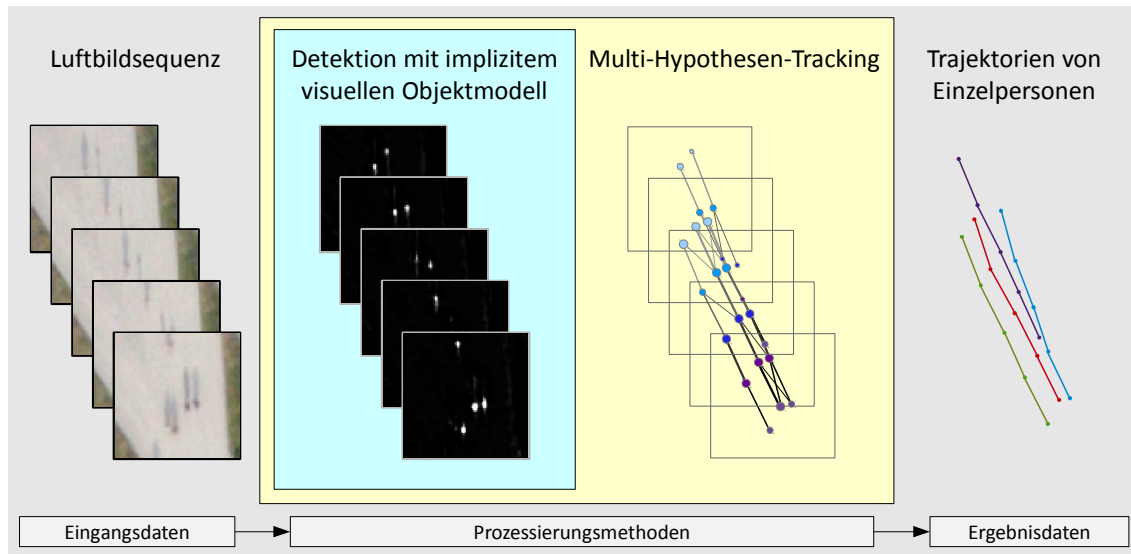 Luftbildsequenz
Detektion mit implizitem
visuellen Objektmodell
Multi-Hypothesen-Tracking
Trajektorien von
Einzelpersonen
Eingangsdaten
Prozessierungsmethoden
Ergebnisdaten